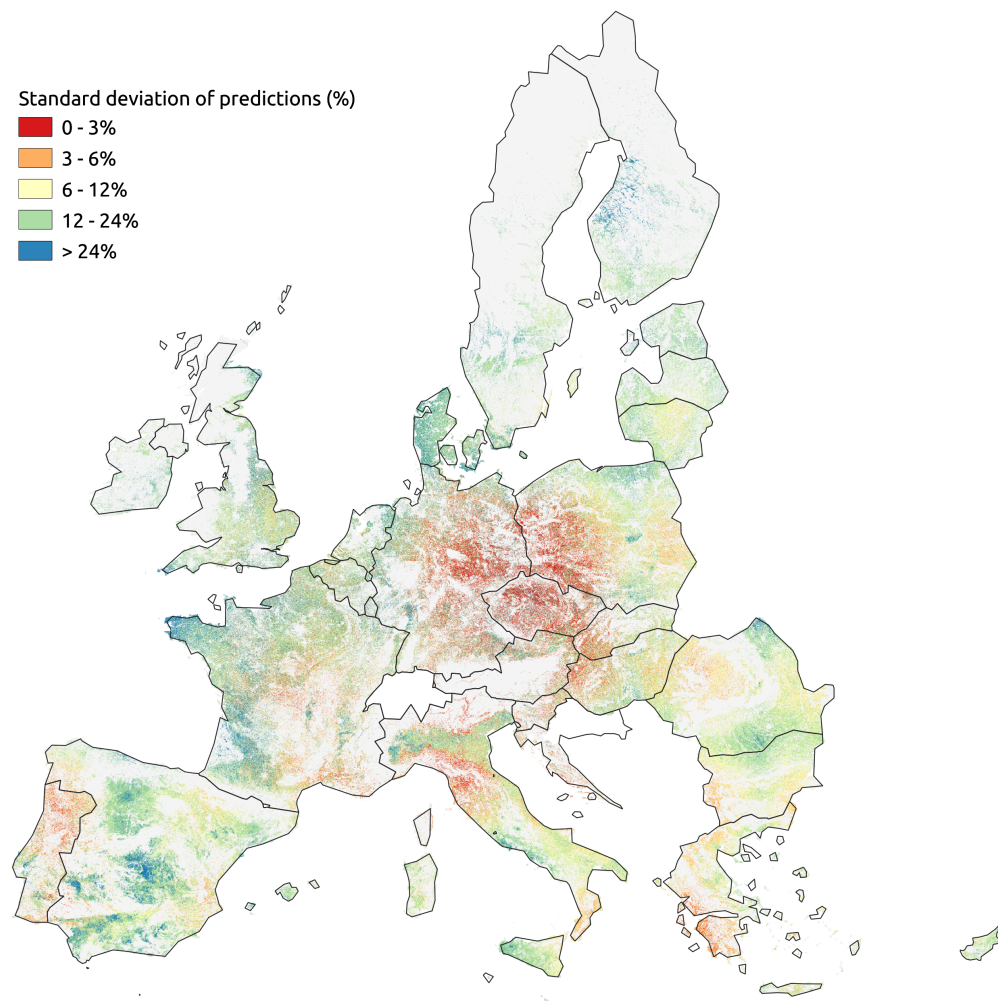 Standard deviation of predictions (%)
0 - 3%
3 - 6%
6 - 12%
12 - 24%
> 24%